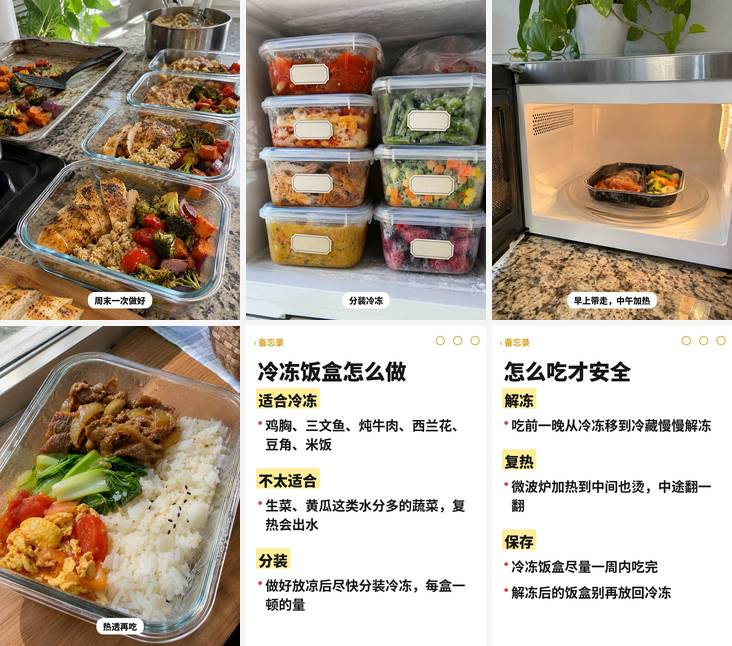 周末一次做好
分装冷冻
早上带走，中午加热
热透再吃
‹ 备忘录
冷冻饭盒怎么做
适合冷冻
• 鸡胸、三文鱼、炖牛肉、西兰花、
豆角、米饭
不太适合
• 生菜、黄瓜这类水分多的蔬菜，复
热会出水
分装
• 做好放凉后尽快分装冷冻，每盒一
顿的量
‹ 备忘录
怎么吃才安全
解冻
• 吃前一晚从冷冻移到冷藏慢慢解冻
复热
• 微波炉加热到中间也烫，中途翻一
翻
保存
• 冷冻饭盒尽量一周内吃完
• 解冻后的饭盒别再放回冷冻